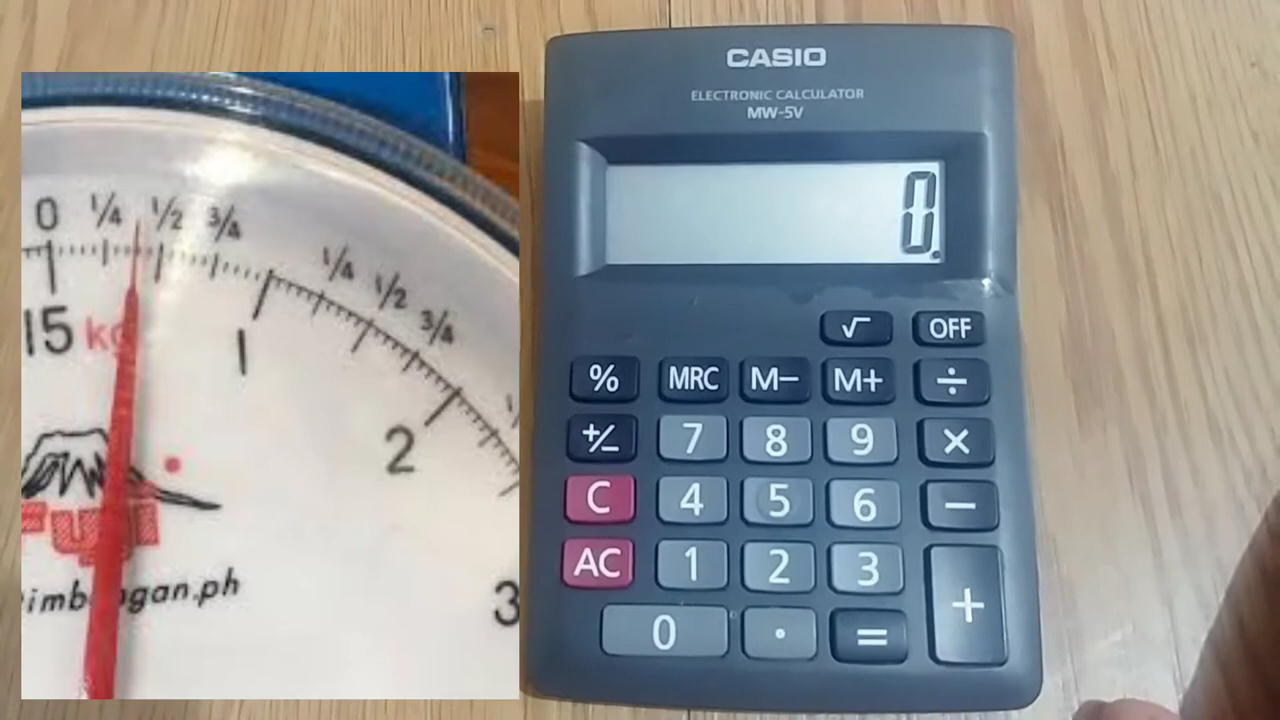 0 1/4 1/2 3/4
1/4 1/2 3/4
15 kg
1
2
3
.ph
CASIO
ELECTRONIC CALCULATOR
MW-5V
0.
√ OFF
% MRC M− M+ ÷
+/− 7 8 9 ×
C 4 5 6 −
AC 1 2 3 +
0 . =